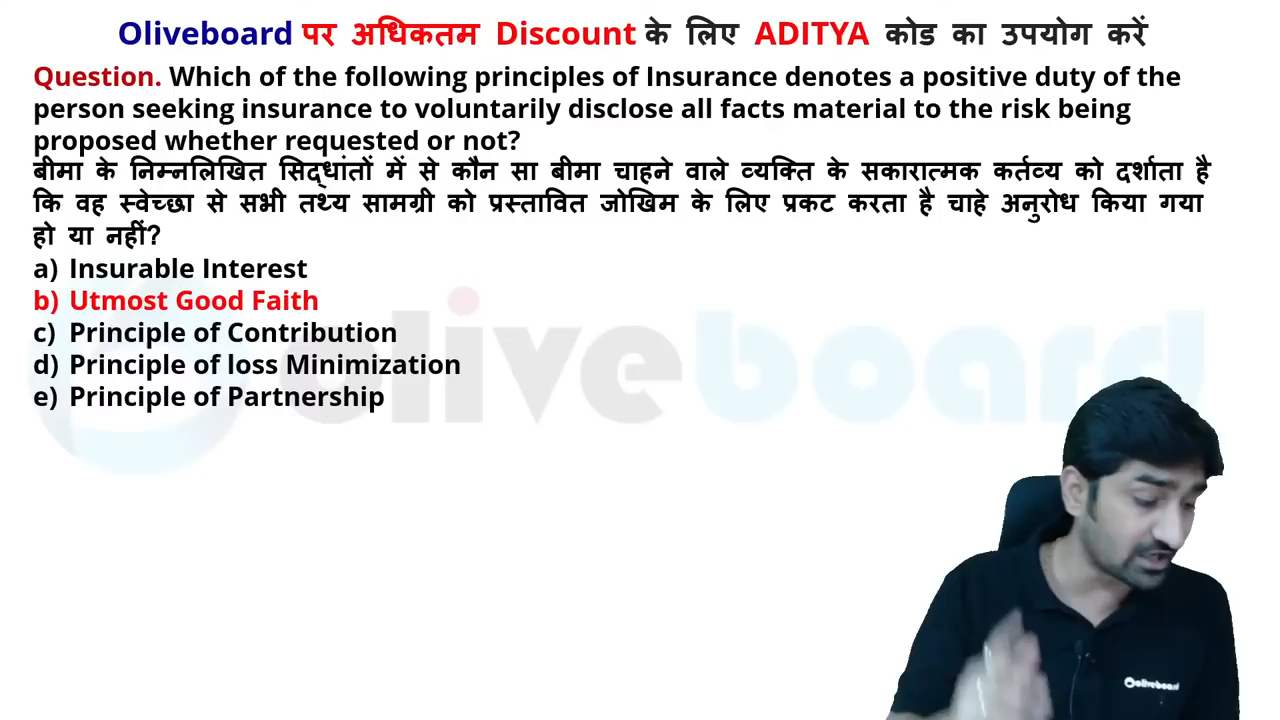 Oliveboard पर अधिकतम Discount के लिए ADITYA कोड का उपयोग करें
Question. Which of the following principles of Insurance denotes a positive duty of the
person seeking insurance to voluntarily disclose all facts material to the risk being
proposed whether requested or not?
बीमा के निम्नलिखित सिद्धांतों में से कौन सा बीमा चाहने वाले व्यक्ति के सकारात्मक कर्तव्य को दर्शाता है
कि वह स्वेच्छा से सभी तथ्य सामग्री को प्रस्तावित जोखिम के लिए प्रकट करता है चाहे अनुरोध किया गया
हो या नहीं?
a) Insurable Interest
b) Utmost Good Faith
c) Principle of Contribution
d) Principle of loss Minimization
e) Principle of Partnership
oliveboard
oliveboard